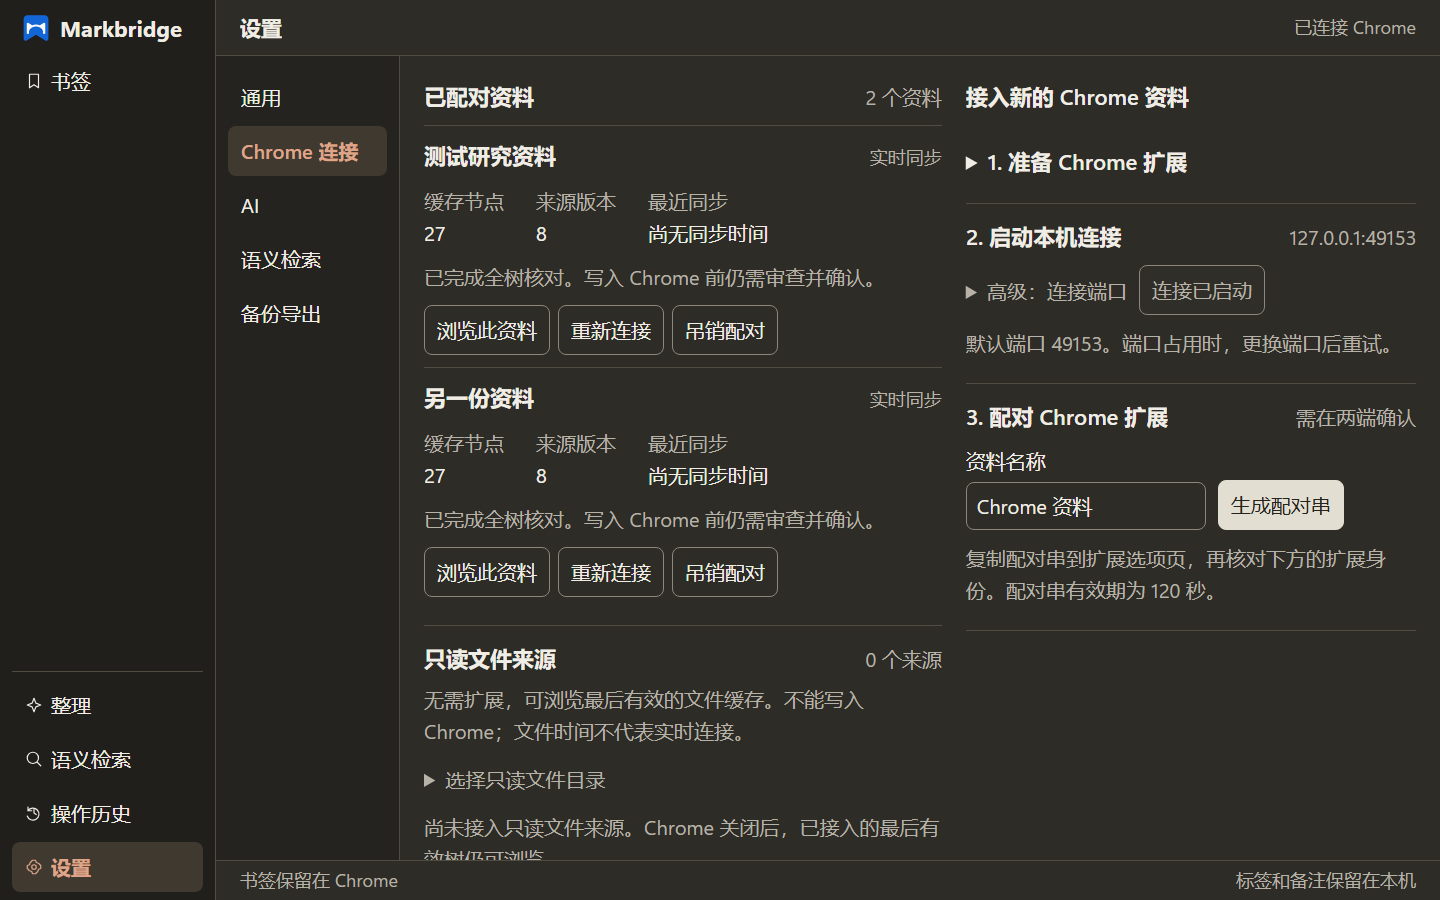 Markbridge
书签
整理
语义检索
操作历史
设置
设置
已连接 Chrome
通用
Chrome 连接
AI
语义检索
备份导出
已配对资料
2 个资料
测试研究资料
实时同步
缓存节点 来源版本 最近同步
27 8 尚无同步时间
已完成全树核对。写入 Chrome 前仍需审查并确认。
浏览此资料 重新连接 吊销配对
另一份资料
实时同步
缓存节点 来源版本 最近同步
27 8 尚无同步时间
已完成全树核对。写入 Chrome 前仍需审查并确认。
浏览此资料 重新连接 吊销配对
只读文件来源
0 个来源
无需扩展，可浏览最后有效的文件缓存。不能写入
Chrome；文件时间不代表实时连接。
选择只读文件目录
尚未接入只读文件来源。Chrome 关闭后，已接入的最后有
效树仍可浏览
接入新的 Chrome 资料
1. 准备 Chrome 扩展
2. 启动本机连接
127.0.0.1:49153
高级：连接端口 连接已启动
默认端口 49153。端口占用时，更换端口后重试。
3. 配对 Chrome 扩展
需在两端确认
资料名称
Chrome 资料 生成配对串
复制配对串到扩展选项页，再核对下方的扩展身
份。配对串有效期为 120 秒。
书签保留在 Chrome
标签和备注保留在本机